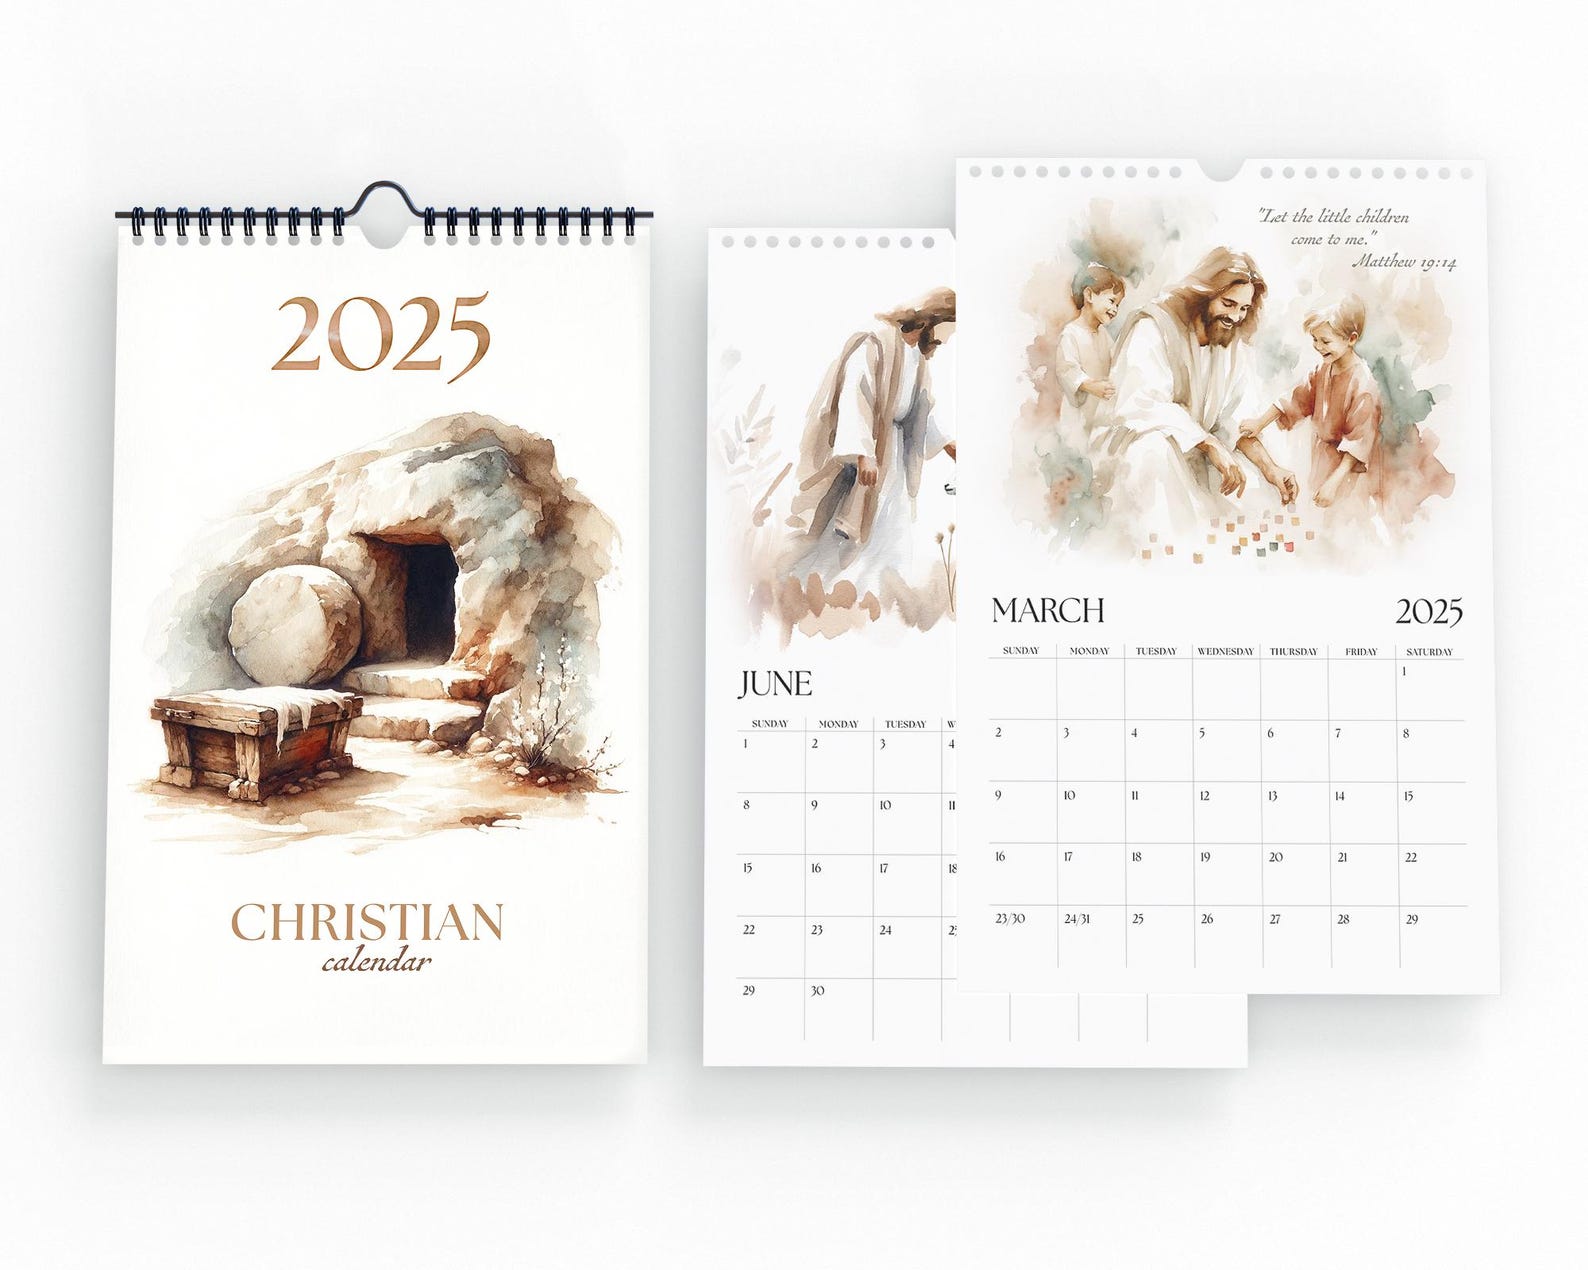 2025
CHRISTIAN
calendar
JUNE
SUNDAY MONDAY TUESDAY
1 2 3 4
8 9 10 11
15 16 17 18
22 23 24
29 30
"Let the little children
come to me."
Matthew 19:14
MARCH 2025
SUNDAY MONDAY TUESDAY WEDNESDAY THURSDAY FRIDAY SATURDAY
1
2 3 4 5 6 7 8
9 10 11 12 13 14 15
16 17 18 19 20 21 22
23/30 24/31 25 26 27 28 29